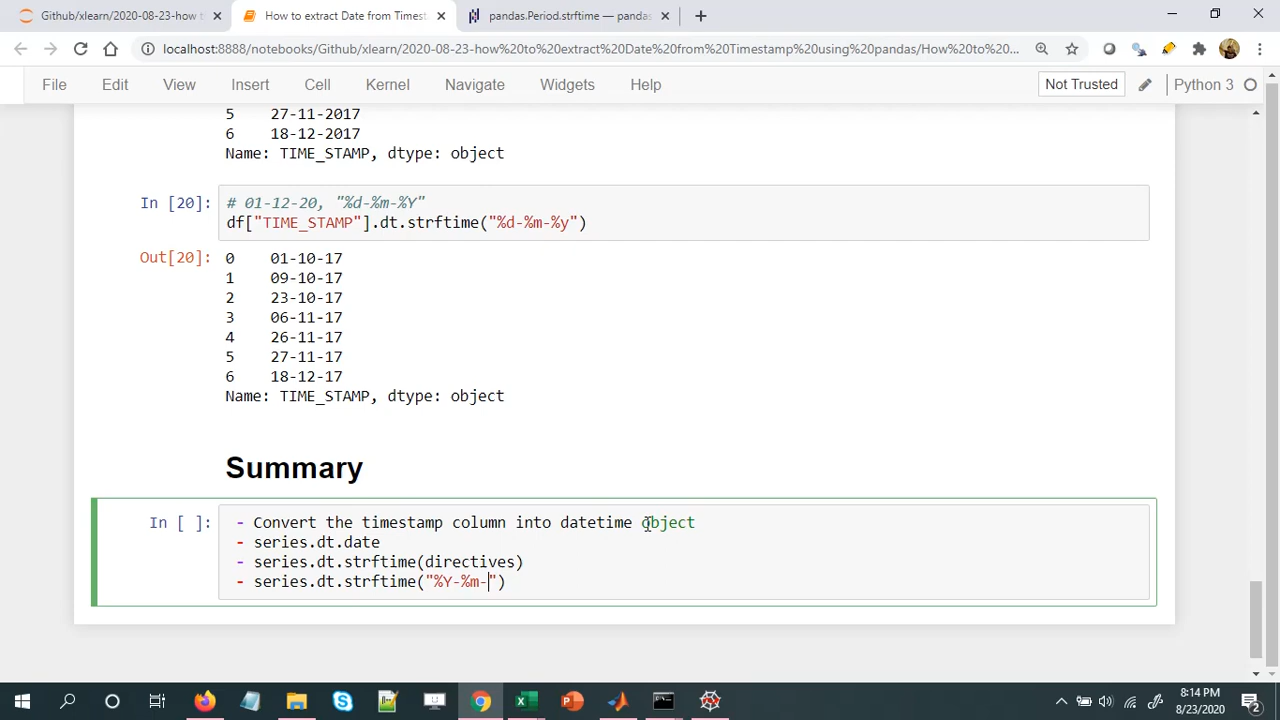 Github/xlearn/2020-08-23-how th
How to extract Date from Timest
pandas.Period.strftime — pandas
localhost:8888/notebooks/Github/xlearn/2020-08-23-how%20to%20extract%20Date%20from%20Timestamp%20using%20pandas/How%20to%20...
File Edit View Insert Cell Kernel Navigate Widgets Help Not Trusted Python 3
5 27-11-2017
6 18-12-2017
Name: TIME_STAMP, dtype: object
In [20]: # 01-12-20, "%d-%m-%Y"
df["TIME_STAMP"].dt.strftime("%d-%m-%y")
Out[20]: 0 01-10-17
1 09-10-17
2 23-10-17
3 06-11-17
4 26-11-17
5 27-11-17
6 18-12-17
Name: TIME_STAMP, dtype: object
Summary
In [ ]: - Convert the timestamp column into datetime object
- series.dt.date
- series.dt.strftime(directives)
- series.dt.strftime("%Y-%m-")
8:14 PM
8/23/2020
2